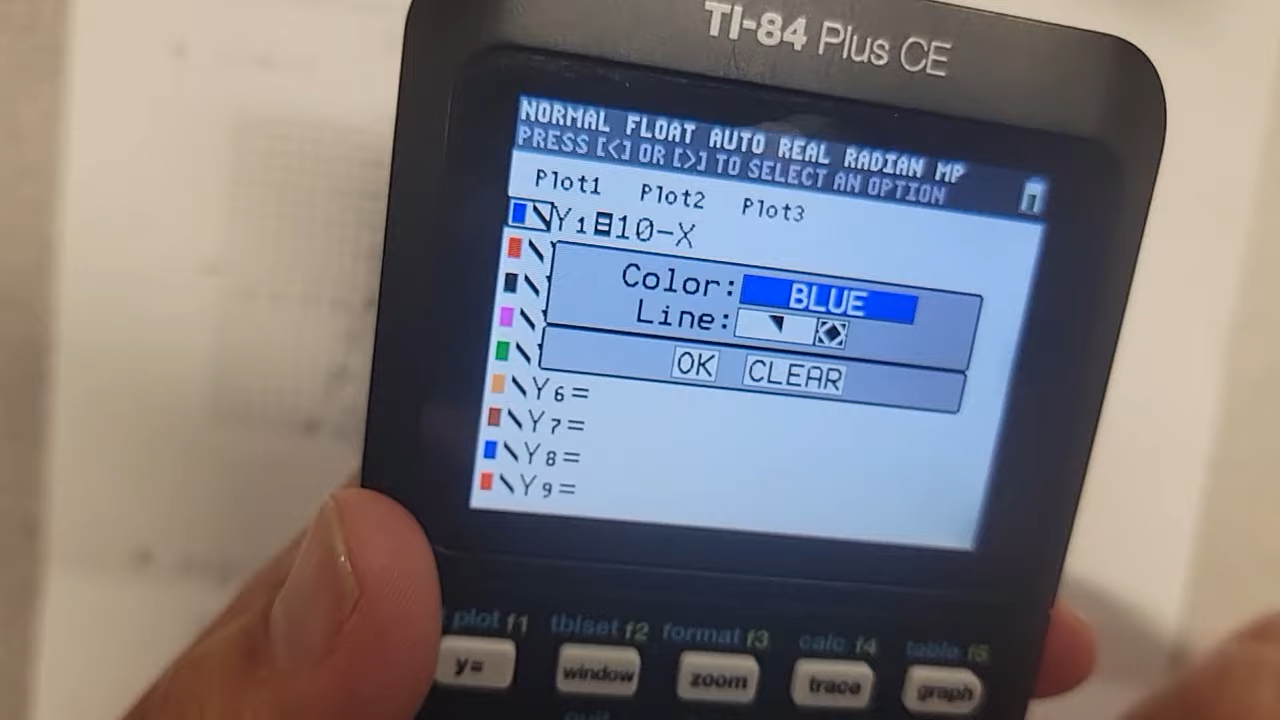 TI-84 Plus CE
NORMAL FLOAT AUTO REAL RADIAN MP
PRESS [<] OR [>] TO SELECT AN OPTION
Plot1 Plot2 Plot3
Y1=10-X
Color: BLUE
Line:
OK CLEAR
Y6=
Y7=
Y8=
Y9=
plot f1 tblset f2 format f3 calc f4 table f5
y= window zoom trace graph
quit